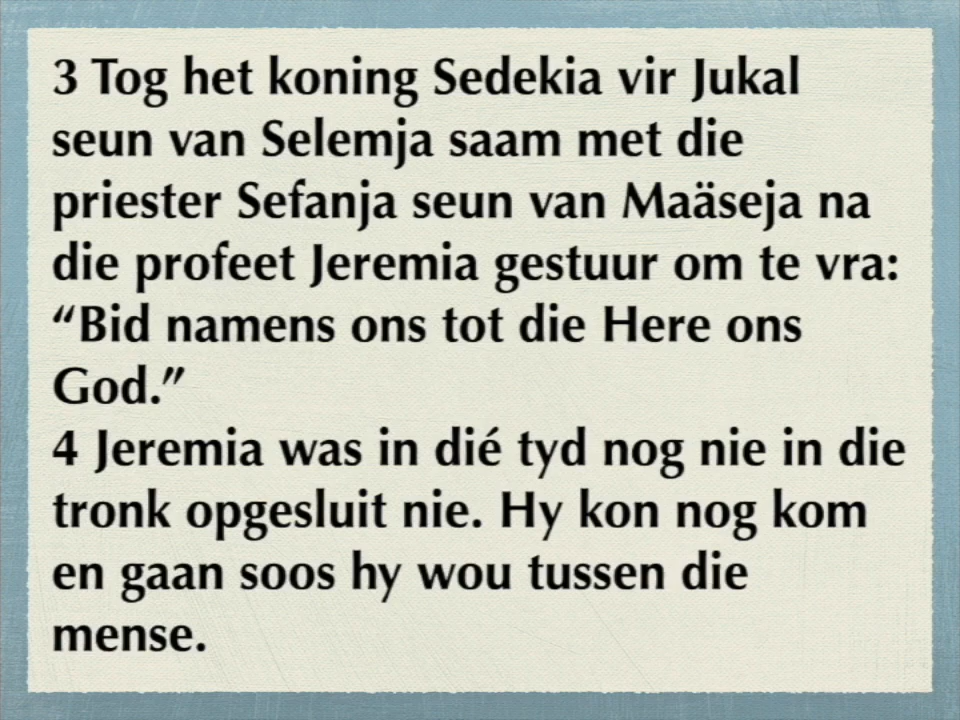 3 Tog het koning Sedekia vir Jukal
seun van Selemja saam met die
priester Sefanja seun van Maäseja na
die profeet Jeremia gestuur om te vra:
“Bid namens ons tot die Here ons
God.”
4 Jeremia was in dié tyd nog nie in die
tronk opgesluit nie. Hy kon nog kom
en gaan soos hy wou tussen die
mense.